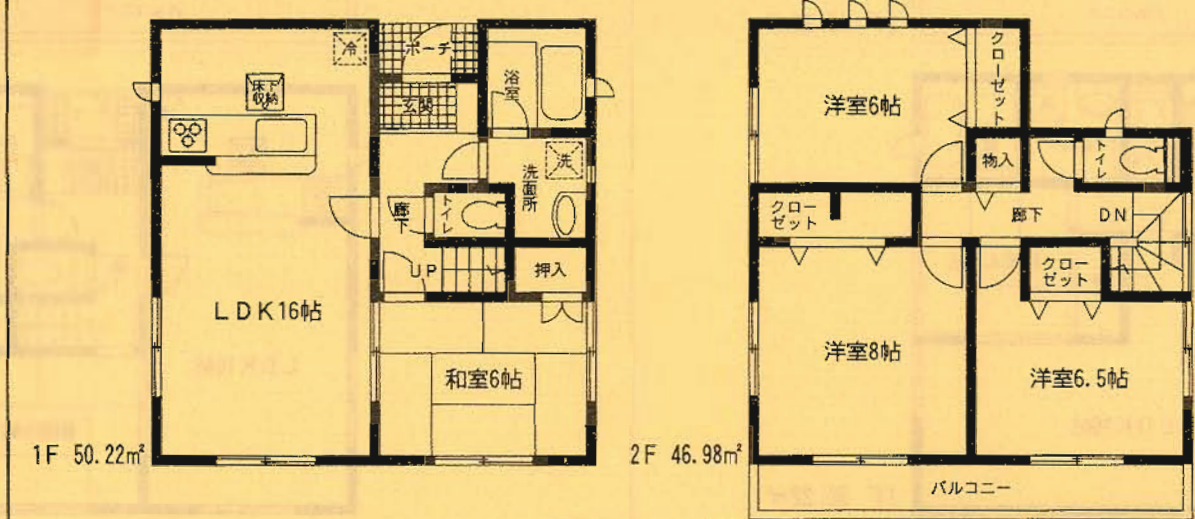 冷
ポーチ
床下
収納
玄関
浴室
洗
洗面所
廊下
トイレ
UP
押入
LDK16帖
和室6帖
1F 50.22㎡
洋室6帖
クローゼット
物入
トイレ
クロー
ゼット
廊下
DN
クロー
ゼット
洋室8帖
洋室6.5帖
2F 46.98㎡
バルコニー